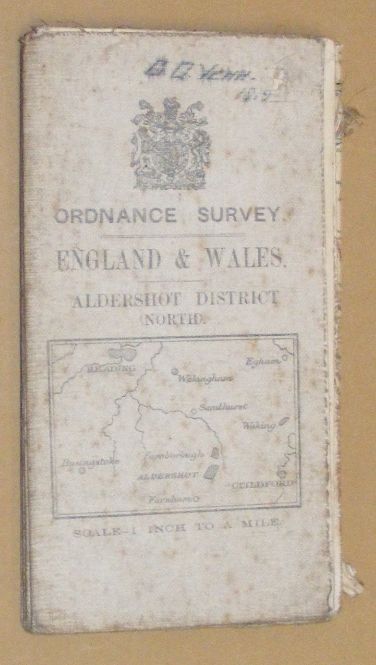 ORDNANCE SURVEY.
ENGLAND & WALES.
ALDERSHOT DISTRICT
(NORTH).
READING
Egham
Wokingham
Sandhurst
Woking
Basingstoke
Farnborough
ALDERSHOT
GUILDFORD
Farnham
SCALE-1 INCH TO A MILE.